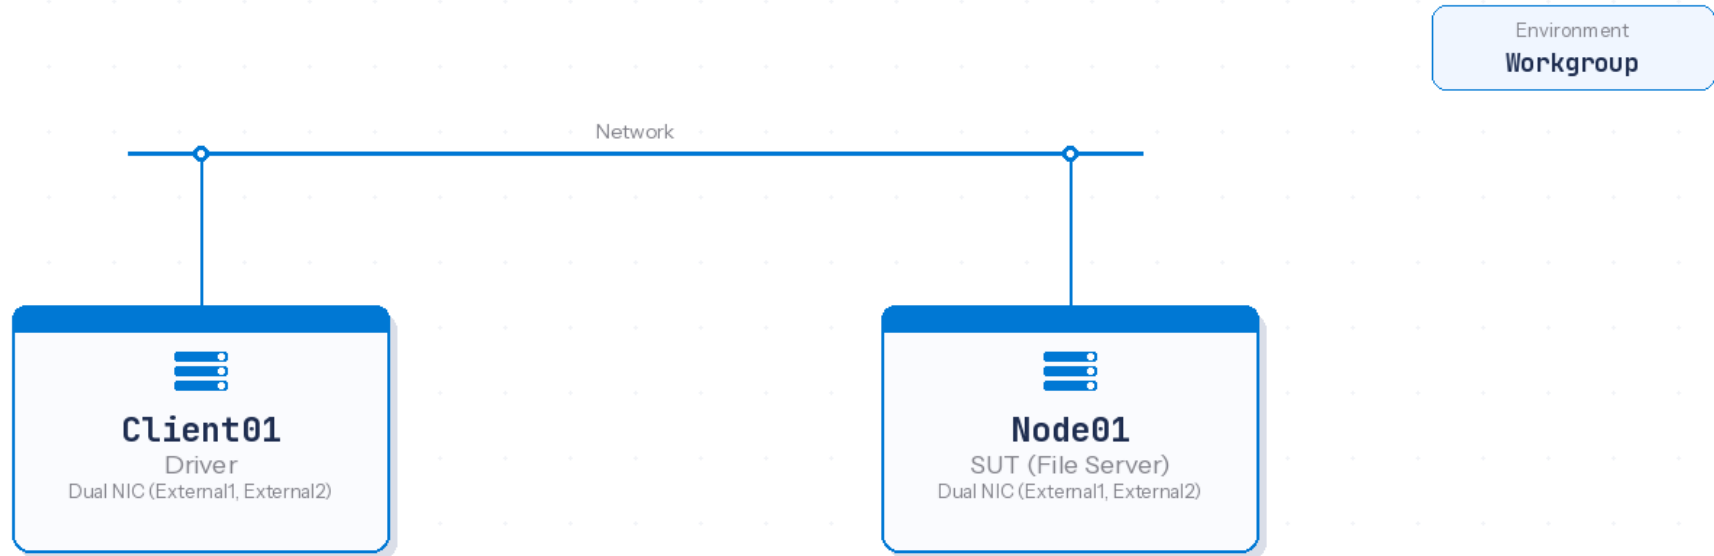 Environment
Workgroup
Network
Client01
Driver
Dual NIC (External1, External2)
Node01
SUT (File Server)
Dual NIC (External1, External2)